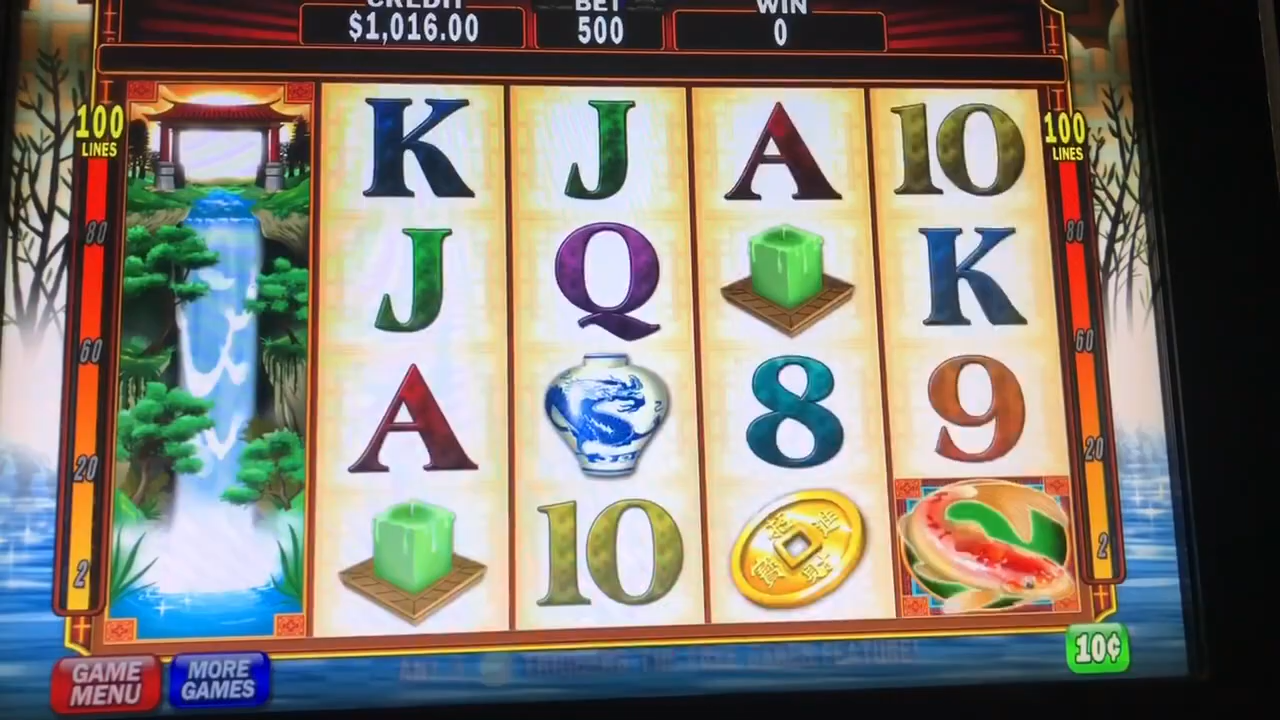 CREDIT BET WIN
$1,016.00 500 0
100 LINES
100 LINES
K J A 10
80 80
J Q K
60 60
A 8 9
20 20
10
2 2
GAME MENU
MORE GAMES
10¢